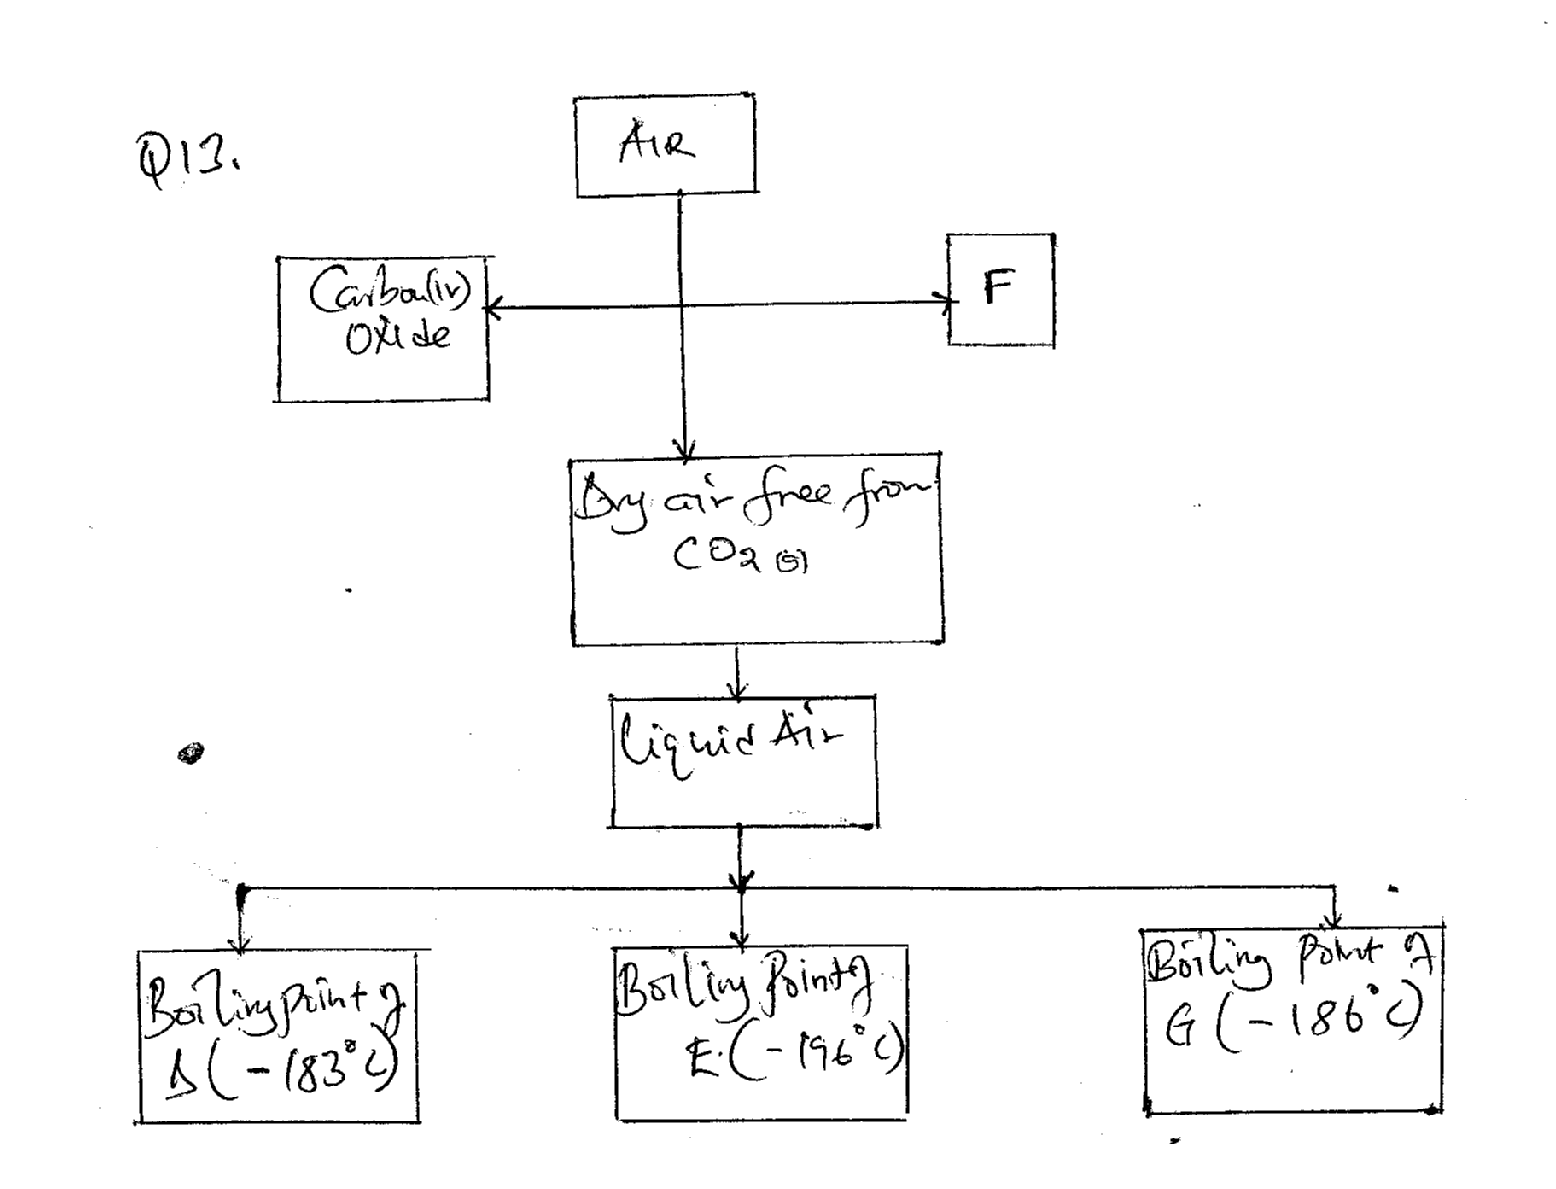 Q13.
AIR
Carbon(iv)
Oxide
F
Dry air free from
CO2(g)
Liquid Air
Boiling point of
D (-183°C)
Boiling Point of
E. (-196°C)
Boiling Point of
G (-186°C)